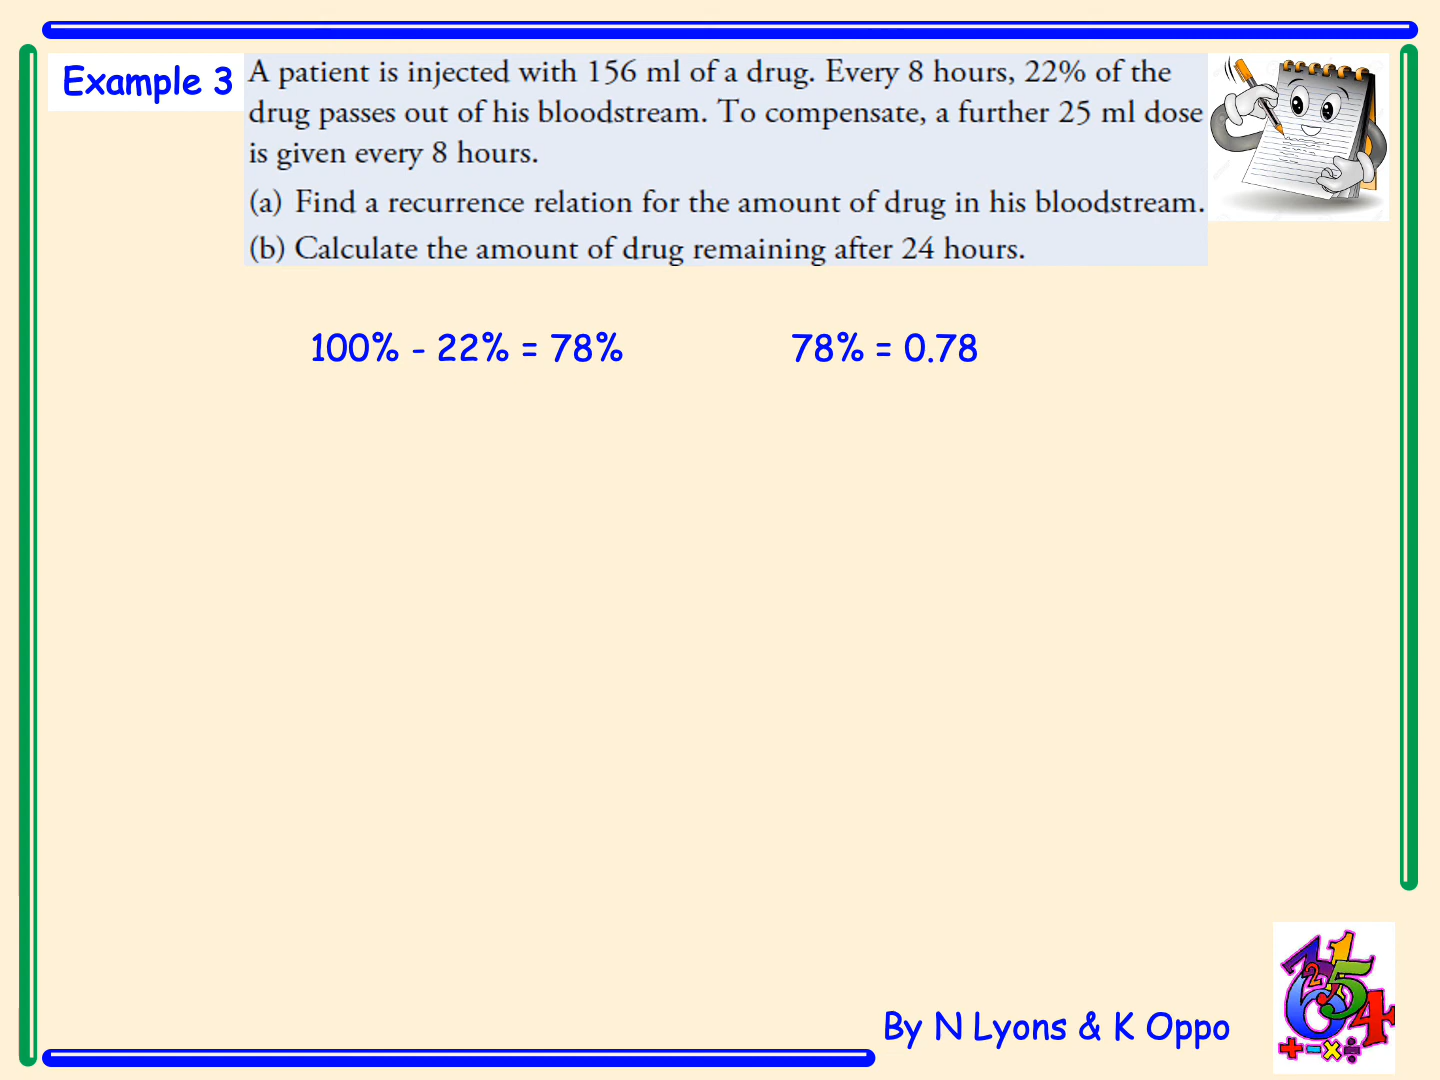 Example 3
A patient is injected with 156 ml of a drug. Every 8 hours, 22% of the
drug passes out of his bloodstream. To compensate, a further 25 ml dose
is given every 8 hours.
(a) Find a recurrence relation for the amount of drug in his bloodstream.
(b) Calculate the amount of drug remaining after 24 hours.
100% - 22% = 78%
78% = 0.78
By N Lyons & K Oppo